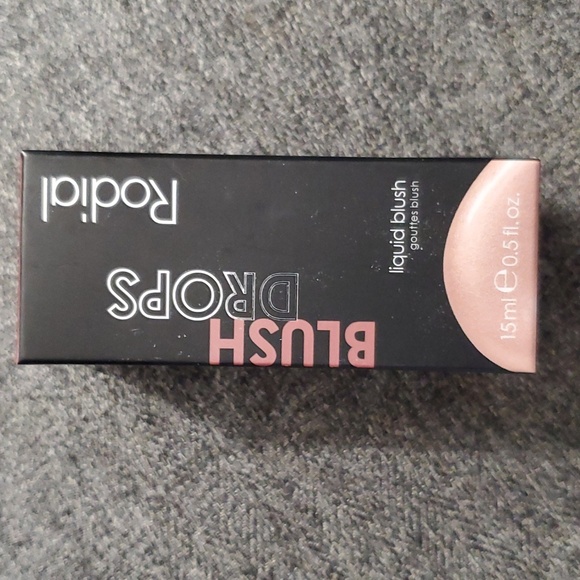 Rodial
BLUSH
DROPS
liquid blush
gouttes blush
15ml ℮ 0.5 fl. oz.